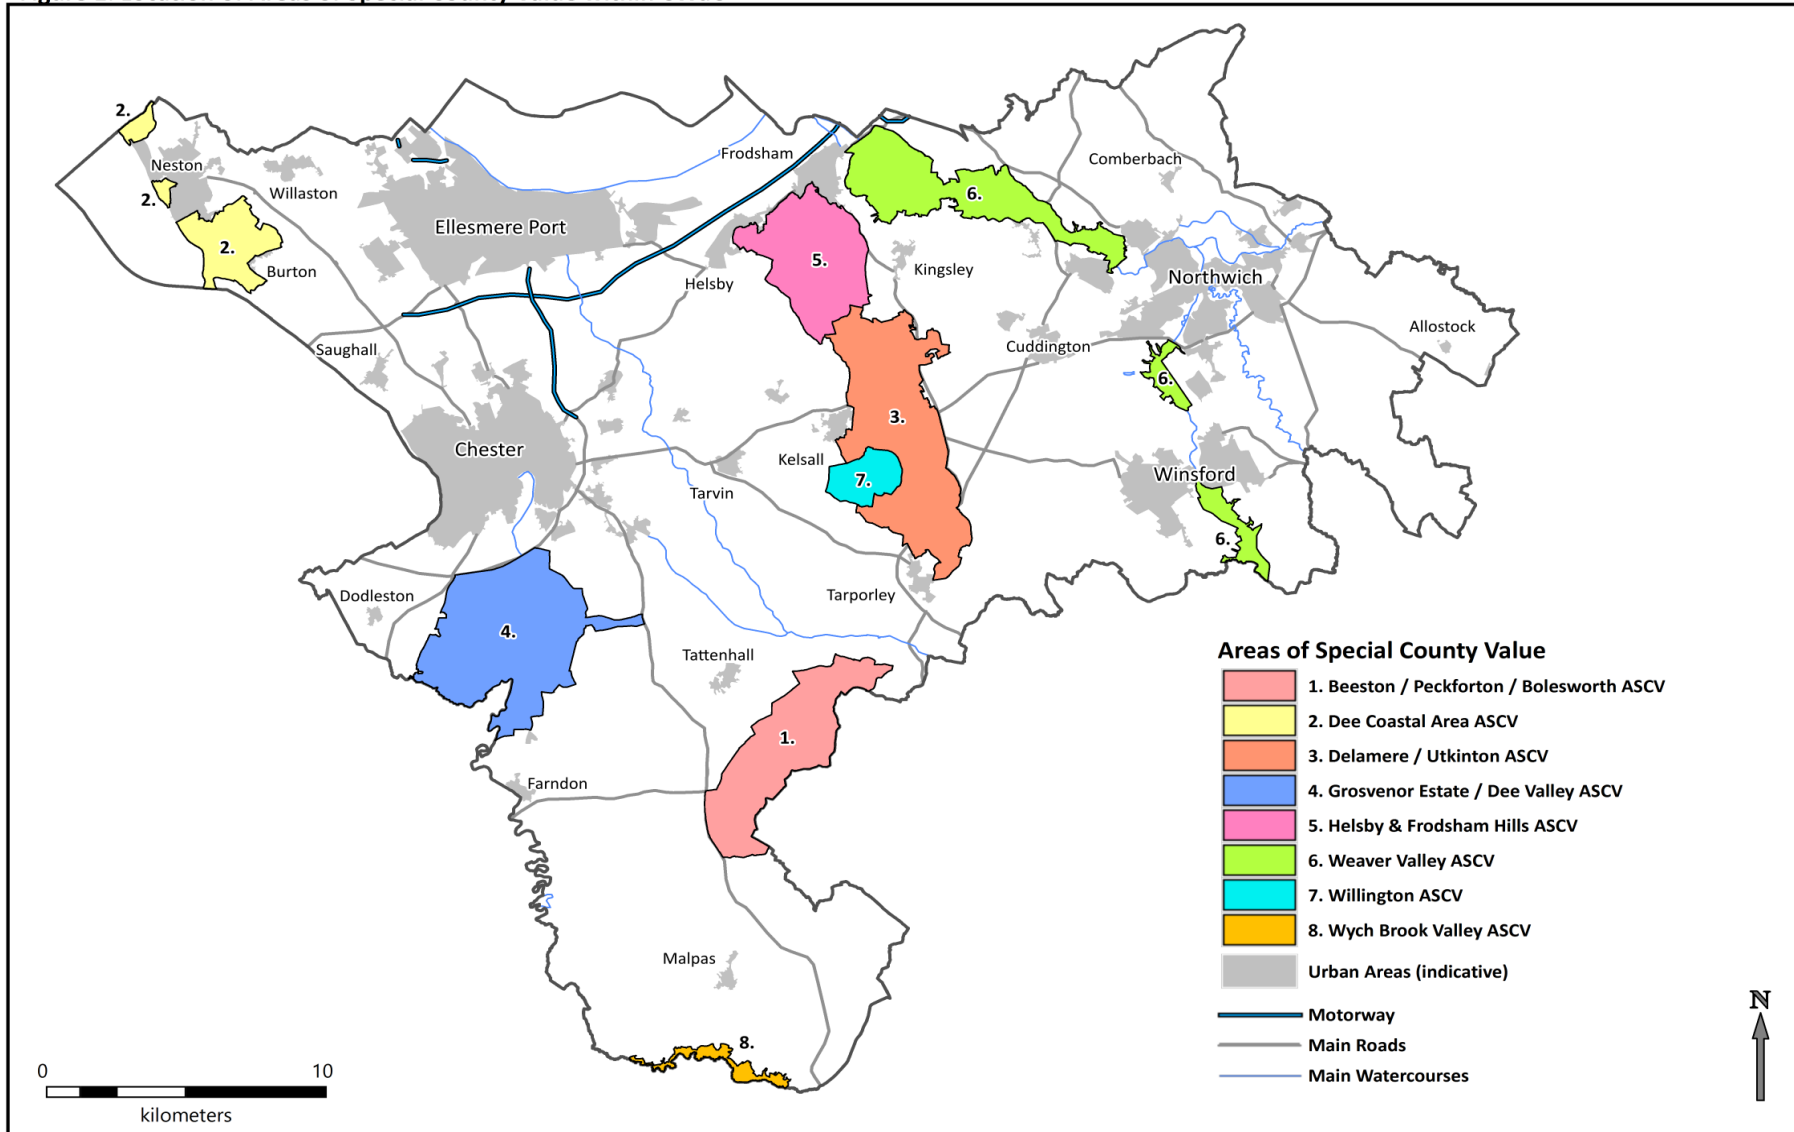 2.
Neston
Willaston
2.
2.
Burton
Ellesmere Port
Frodsham
Comberbach
6.
5.
Kingsley
Helsby
Northwich
Saughall
Cuddington
Allostock
6.
3.
Chester
Kelsall
7.
Winsford
Tarvin
6.
Dodleston
Tarporley
4.
Tattenhall
1.
Farndon
Malpas
8.
Areas of Special County Value
1. Beeston / Peckforton / Bolesworth ASCV
2. Dee Coastal Area ASCV
3. Delamere / Utkinton ASCV
4. Grosvenor Estate / Dee Valley ASCV
5. Helsby & Frodsham Hills ASCV
6. Weaver Valley ASCV
7. Willington ASCV
8. Wych Brook Valley ASCV
Urban Areas (indicative)
Motorway
Main Roads
Main Watercourses
N
0 10
kilometers